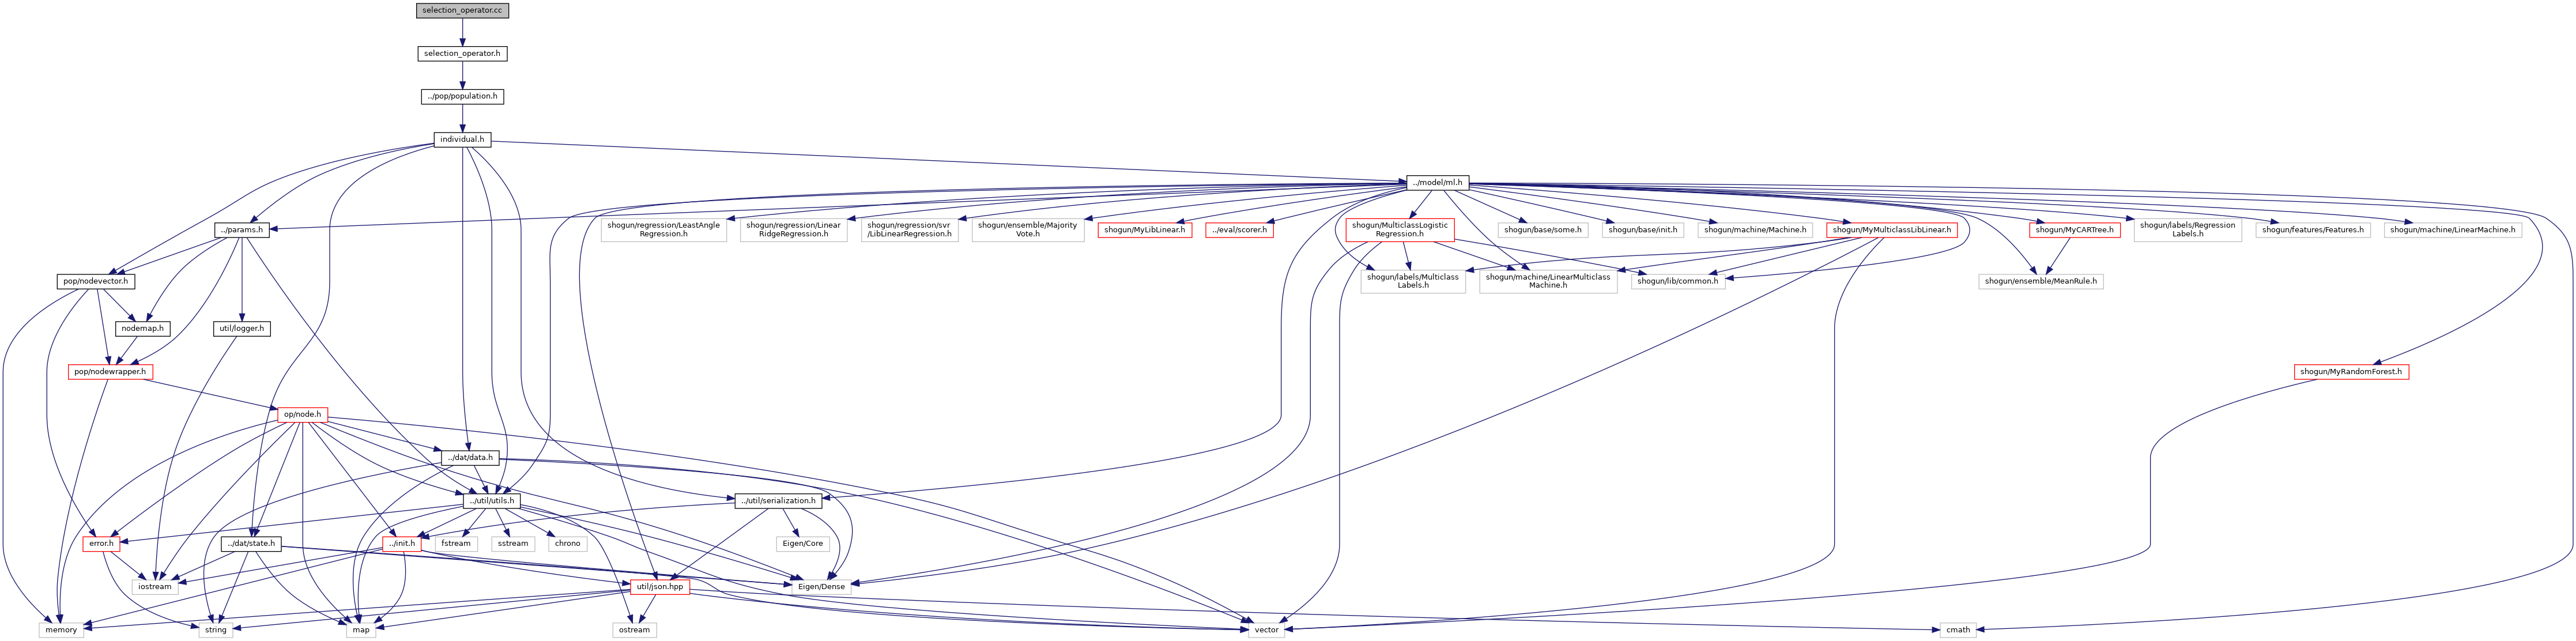 selection_operator.cc
selection_operator.h
../pop/population.h
individual.h
../model/ml.h
../params.h
shogun/regression/LeastAngle
Regression.h
shogun/regression/Linear
RidgeRegression.h
shogun/regression/svr
/LibLinearRegression.h
shogun/ensemble/Majority
Vote.h
shogun/MyLibLinear.h
../eval/scorer.h
shogun/MulticlassLogistic
Regression.h
shogun/base/some.h
shogun/base/init.h
shogun/machine/Machine.h
shogun/MyMulticlassLibLinear.h
shogun/MyCARTree.h
shogun/labels/Regression
Labels.h
shogun/features/Features.h
shogun/machine/LinearMachine.h
pop/nodevector.h
shogun/labels/Multiclass
Labels.h
shogun/machine/LinearMulticlass
Machine.h
shogun/lib/common.h
shogun/ensemble/MeanRule.h
nodemap.h
util/logger.h
pop/nodewrapper.h
shogun/MyRandomForest.h
op/node.h
../dat/data.h
../util/utils.h
../util/serialization.h
error.h
../dat/state.h
../init.h
fstream
sstream
chrono
Eigen/Core
iostream
util/json.hpp
Eigen/Dense
memory
string
map
ostream
vector
cmath